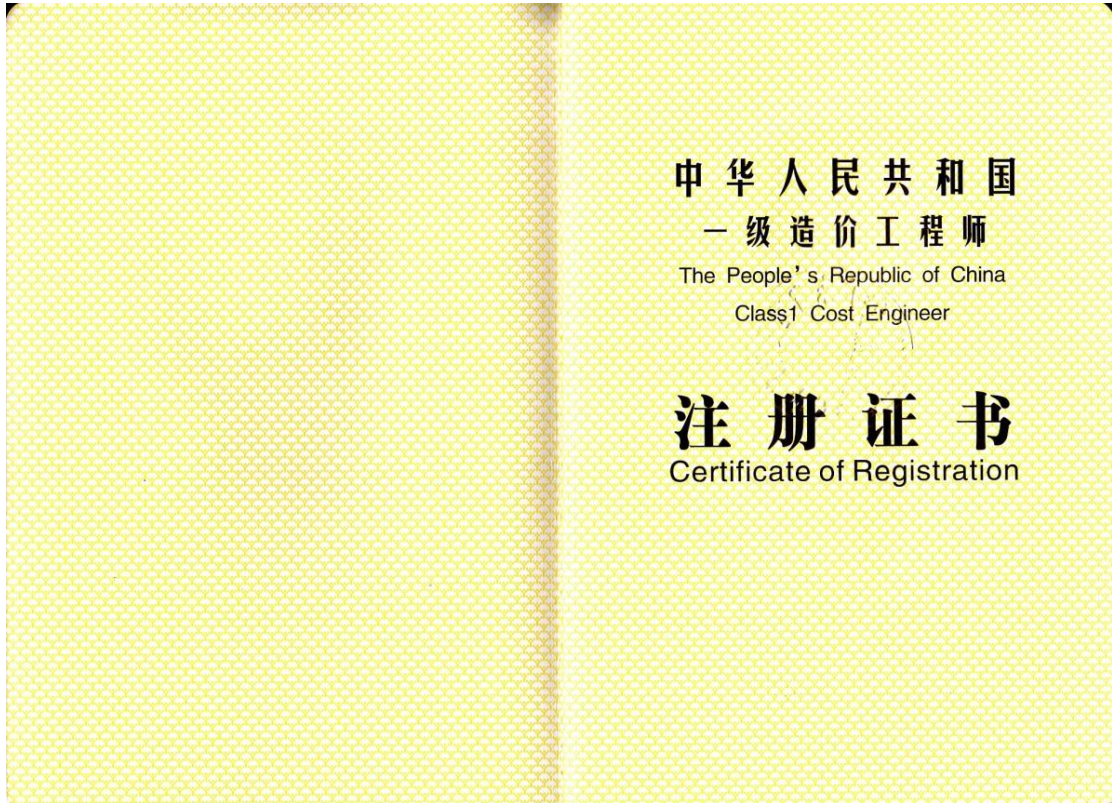 中华人民共和国
一级造价工程师
The People's Republic of China
Class1 Cost Engineer
注册证书
Certificate of Registration